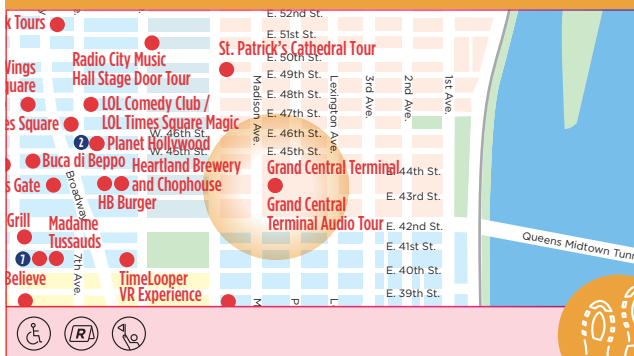 E. 52nd St.
k Tours
E. 51st St.
St. Patrick's Cathedral Tour
E. 50th St.
Radio City Music
Hall Stage Door Tour
E. 49th St.
Wings
quare
E. 48th St.
Madison Ave.
Lexington Ave.
3rd Ave.
2nd Ave.
1st Ave.
LOL Comedy Club /
LOL Times Square Magic
E. 47th St.
es Square
W. 46th St.
E. 46th St.
2
Planet Hollywood
W. 45th St.
E. 45th St.
Buca di Beppo
Heartland Brewery
and Chophouse
Grand Central Terminal
E. 44th St.
s Gate
Broadway
HB Burger
Grand Central
Terminal Audio Tour
E. 43rd St.
Grill
Madame
Tussauds
E. 42nd St.
Queens Midtown Tunn
E. 41st St.
7
7th Ave.
Believe
TimeLooper
VR Experience
E. 40th St.
E. 39th St.
M
P
L
R